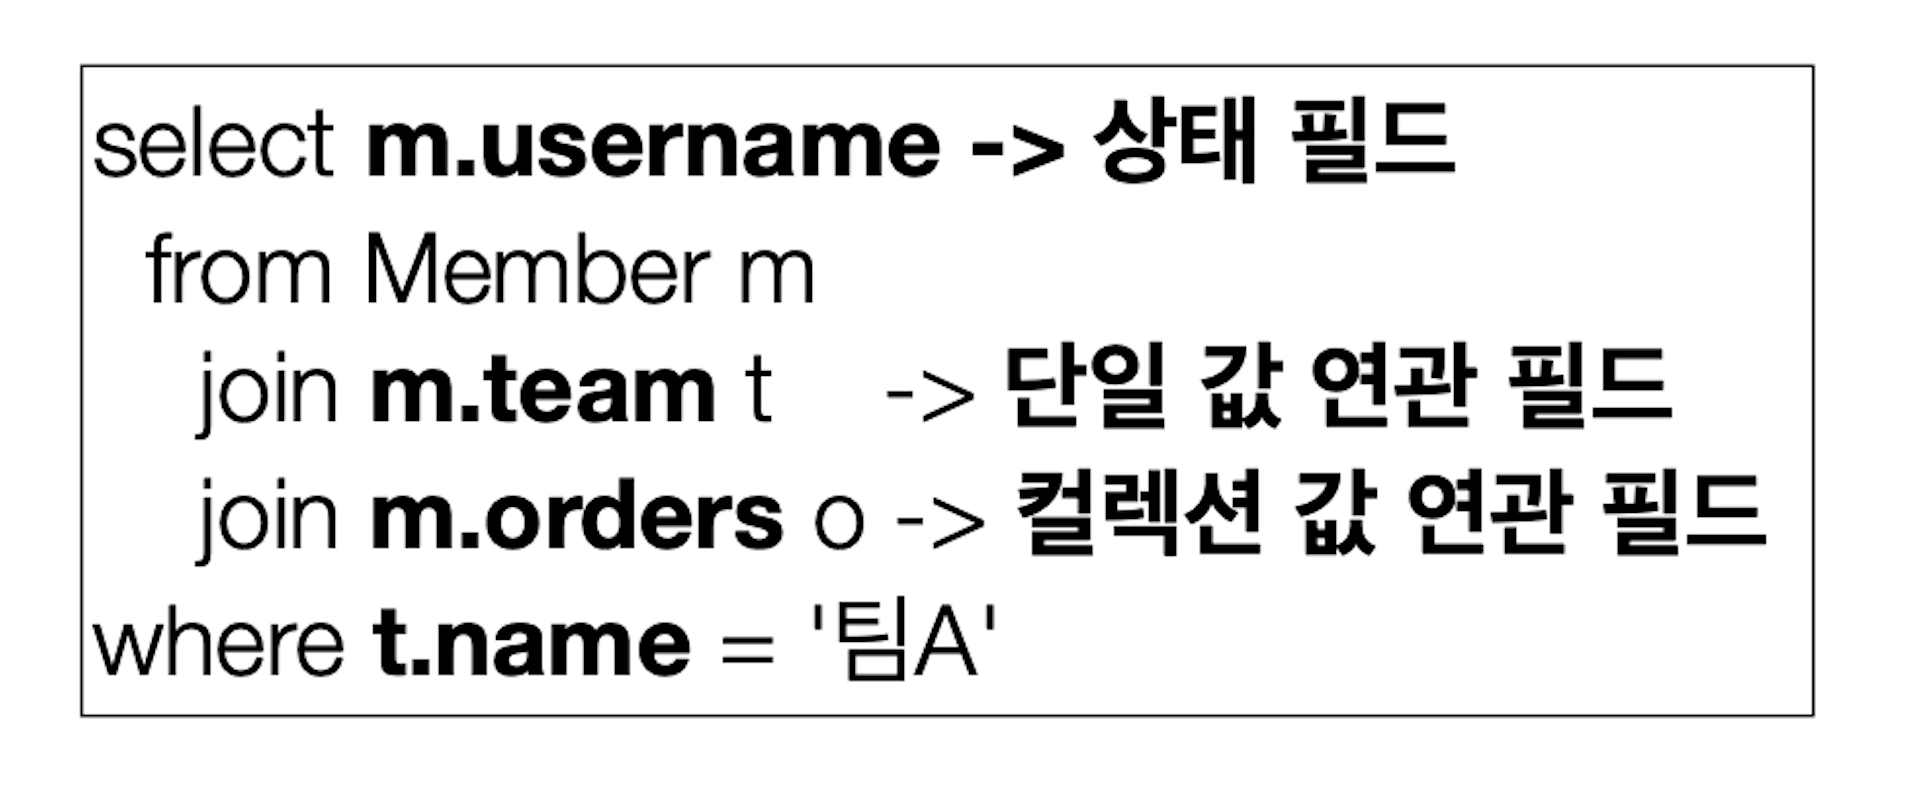 select m.username -> 상태 필드
from Member m
join m.team t -> 단일 값 연관 필드
join m.orders o -> 컬렉션 값 연관 필드
where t.name = '팀A'